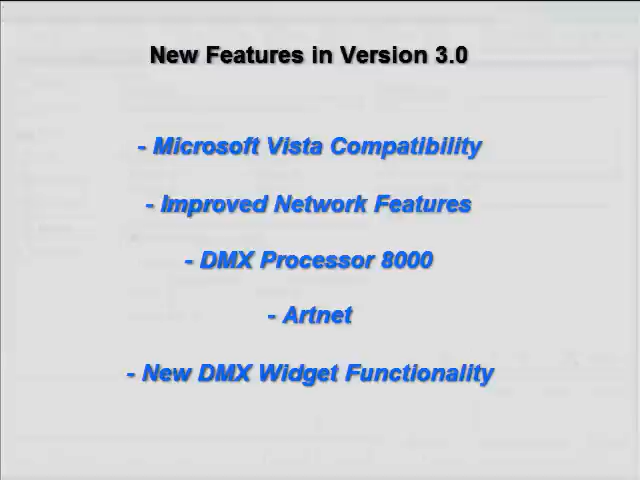 New Features in Version 3.0
- Microsoft Vista Compatibility
- Improved Network Features
- DMX Processor 8000
- Artnet
- New DMX Widget Functionality